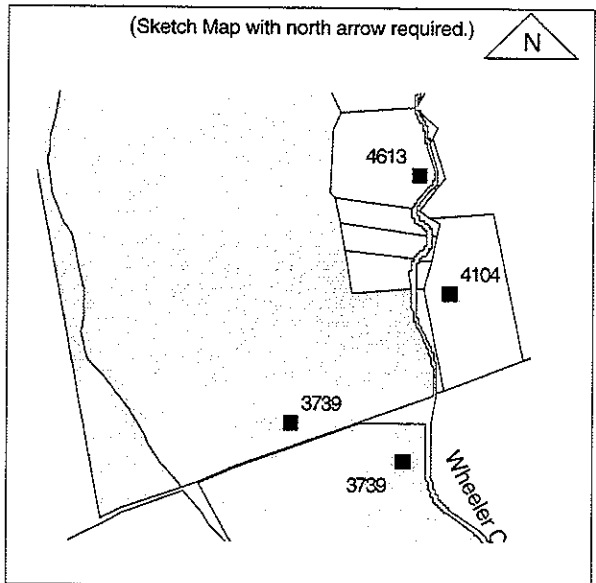 (Sketch Map with north arrow required.)
N
4613
4104
3739
3739
Wheeler C